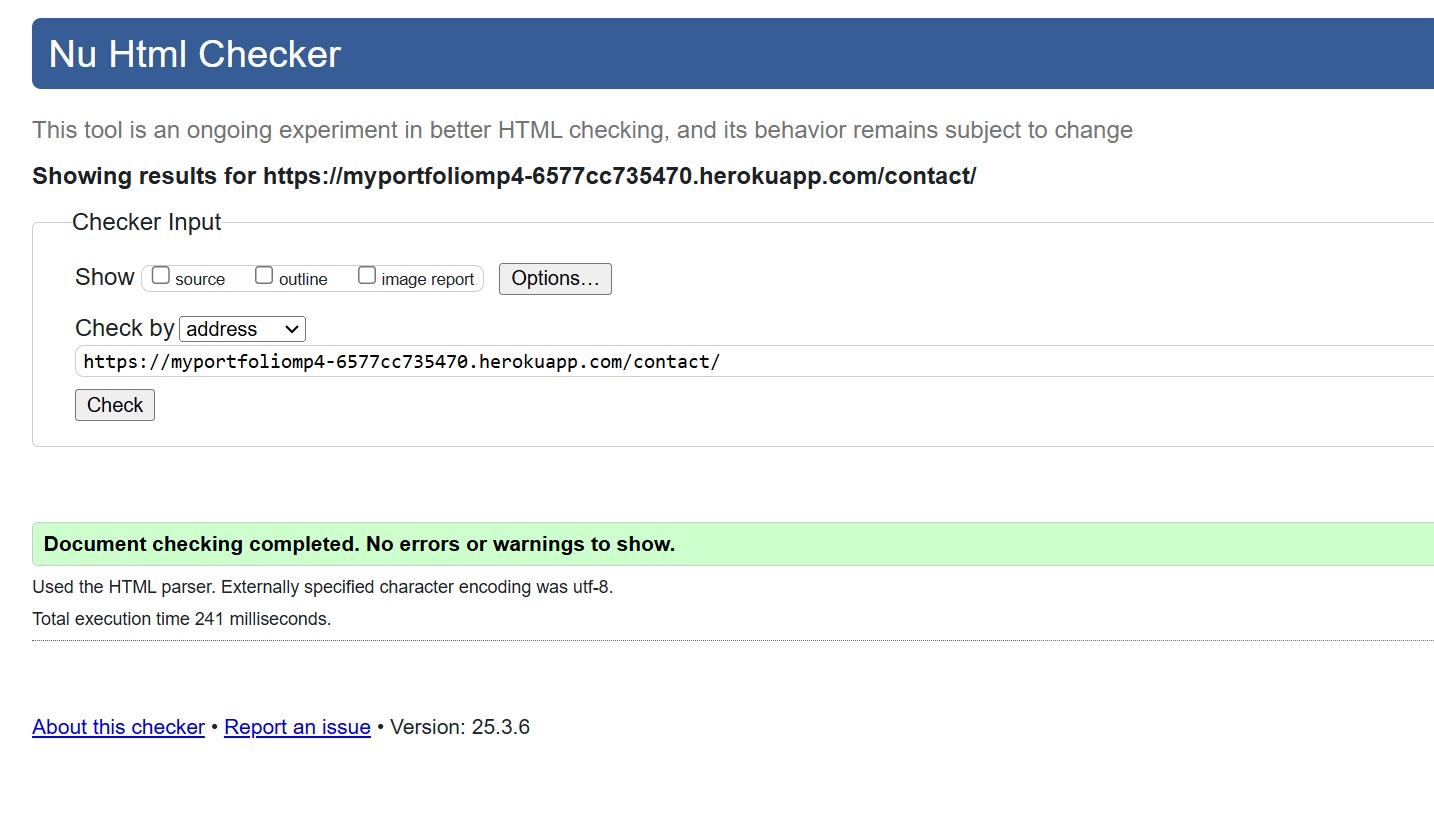 Nu Html Checker
This tool is an ongoing experiment in better HTML checking, and its behavior remains subject to change
Showing results for https://myportfoliomp4-6577cc735470.herokuapp.com/contact/
Checker Input
Show source outline image report Options...
Check by address
https://myportfoliomp4-6577cc735470.herokuapp.com/contact/
Check
Document checking completed. No errors or warnings to show.
Used the HTML parser. Externally specified character encoding was utf-8.
Total execution time 241 milliseconds.
About this checker • Report an issue • Version: 25.3.6